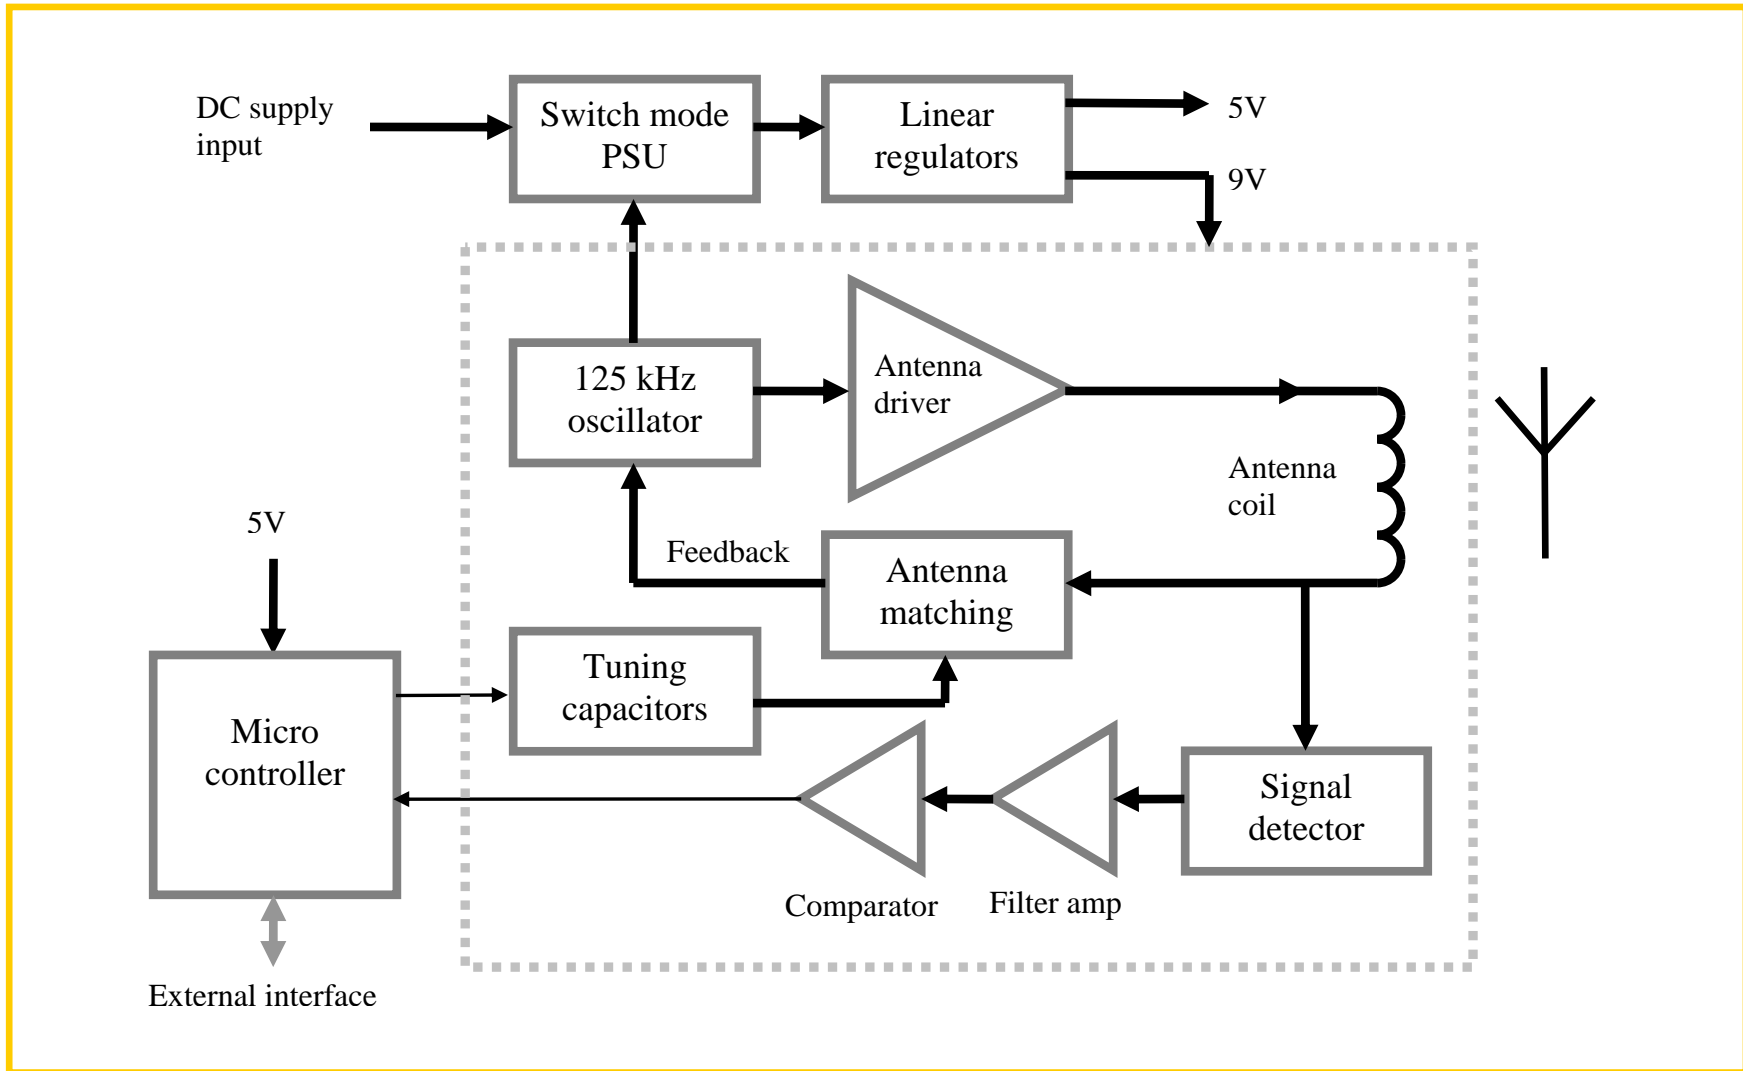 DC supply
input
Switch mode
PSU
Linear
regulators
5V
9V
125 kHz
oscillator
Antenna
driver
Antenna
coil
5V
Feedback
Antenna
matching
Tuning
capacitors
Micro
controller
Signal
detector
Comparator
Filter amp
External interface